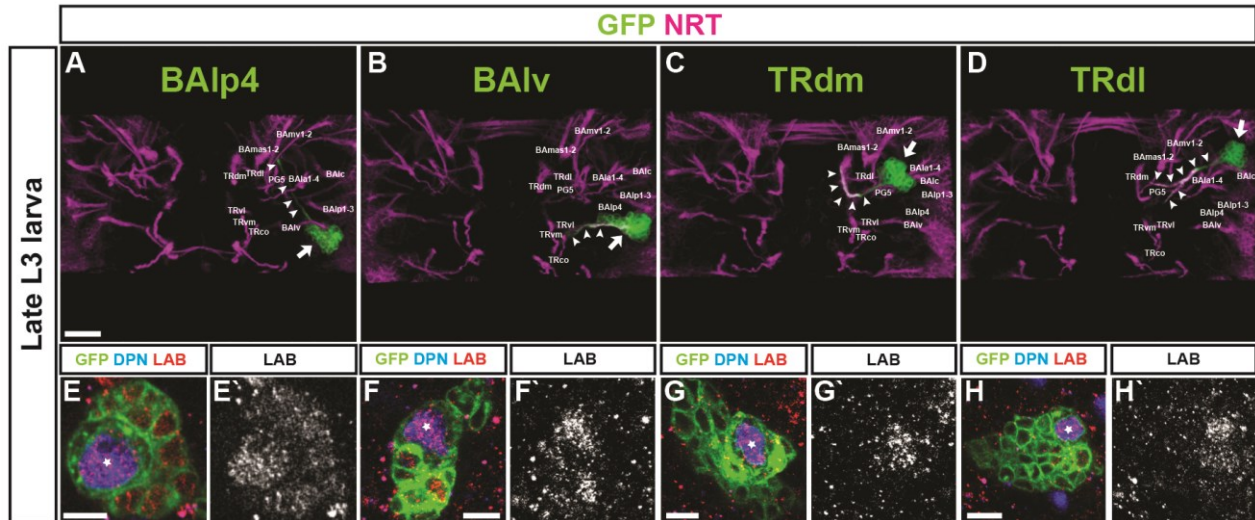 GFP NRT
Late L3 larva
A
BAlp4
BAmv1-2
BAmas1-2
TRdm
TRdl
PG5
BAla1-4
BAlc
BAlp1-3
TRvl
TRvm
TRco
BAlv
B
BAlv
BAmv1-2
BAmas1-2
TRdl
TRdm
PG5
BAla1-4
BAlc
BAlp1-3
BAlp4
TRvl
TRvm
TRco
C
TRdm
BAmv1-2
BAmas1-2
TRdl
BAla1-4
BAlc
PG5
BAlp1-3
BAlp4
TRvl
TRvm
BAlv
TRco
D
TRdl
BAmv1-2
BAmas1-2
TRdm
BAlc
BAla1-4
PG5
BAlp1-3
BAlp4
TRvl
TRvm
BAlv
TRco
GFP DPN LAB
LAB
GFP DPN LAB
LAB
GFP DPN LAB
LAB
GFP DPN LAB
LAB
E
E`
F
F`
G
G`
H
H`